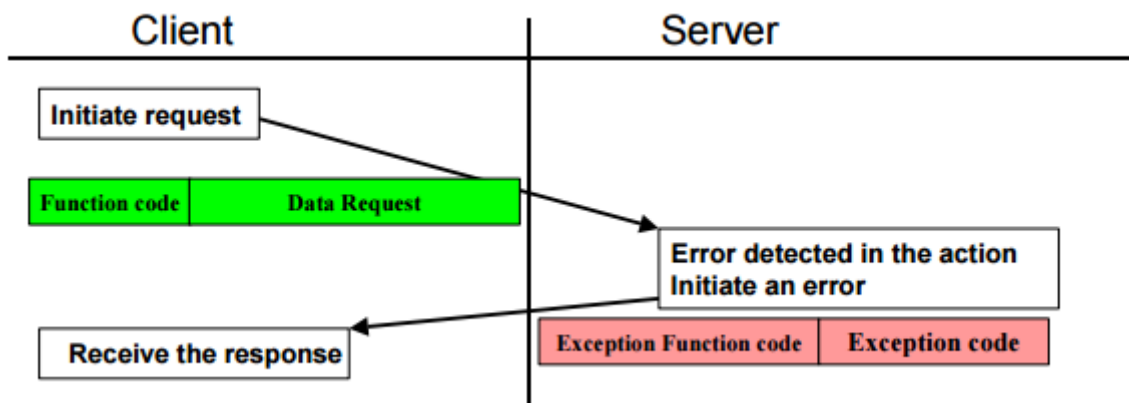 Client
Server
Initiate request
Function code
Data Request
Error detected in the action
Initiate an error
Receive the response
Exception Function code
Exception code